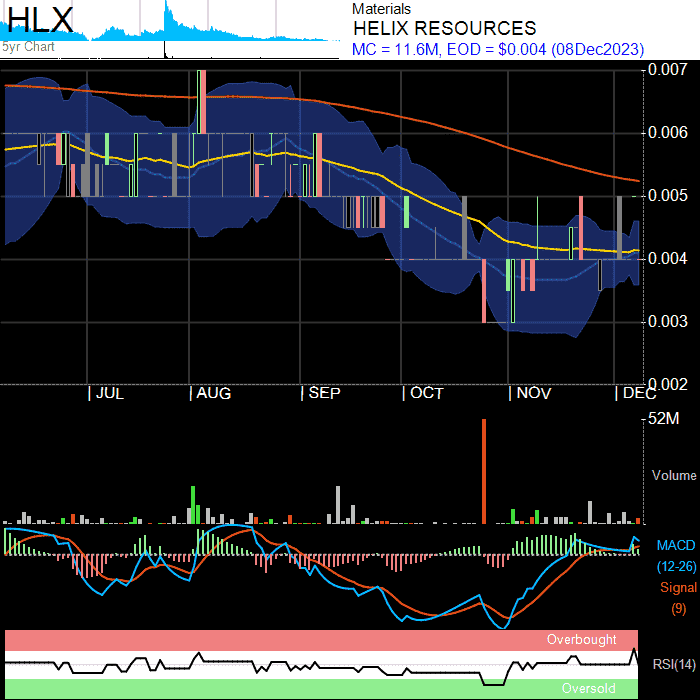 HLX
5yr Chart
Materials
HELIX RESOURCES
MC = 11.6M, EOD = $0.004 (08Dec2023)
0.007
0.006
0.005
0.004
0.003
0.002
JUL AUG SEP OCT NOV DEC
52M
Volume
MACD
(12-26)
Signal
(9)
Overbought
RSI(14)
Oversold